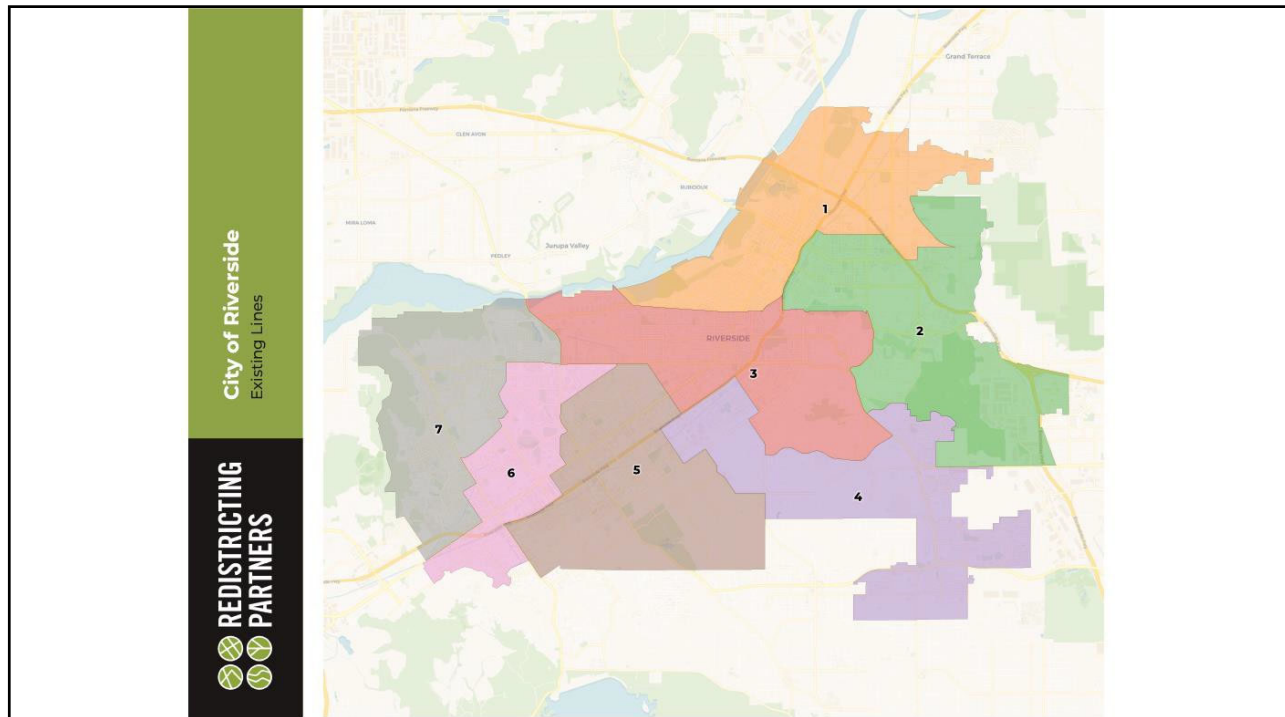 City of Riverside
Existing Lines
REDISTRICTING
PARTNERS
Grand Terrace
GLEN AVON
RUBIDOUX
MIRA LOMA
Jurupa Valley
PEDLEY
RIVERSIDE
1
2
3
4
5
6
7